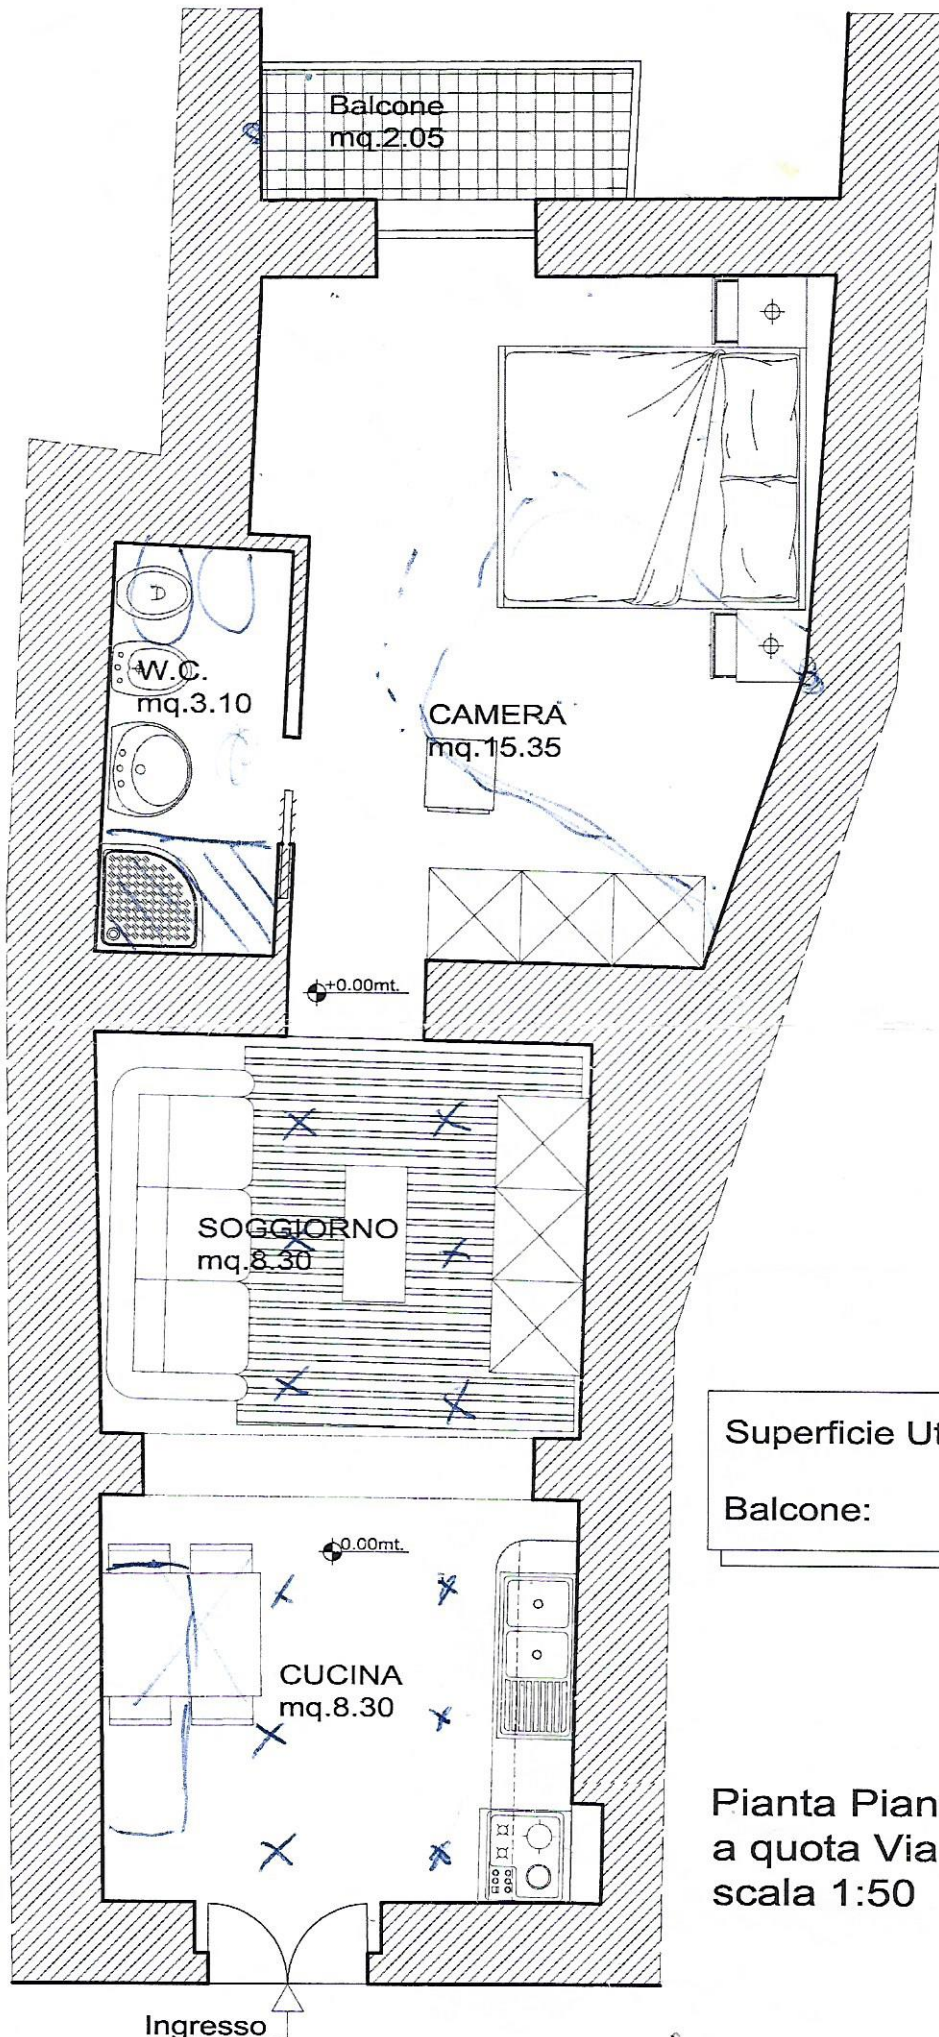 Balcone
mq.2.05
W.C.
mq.3.10
CAMERA
mq.15.35
+0.00mt.
SOGGIORNO
mq.8.30
Superficie Ut
Balcone:
0.00mt.
CUCINA
mq.8.30
Pianta Pian
a quota Via
scala 1:50
Ingresso